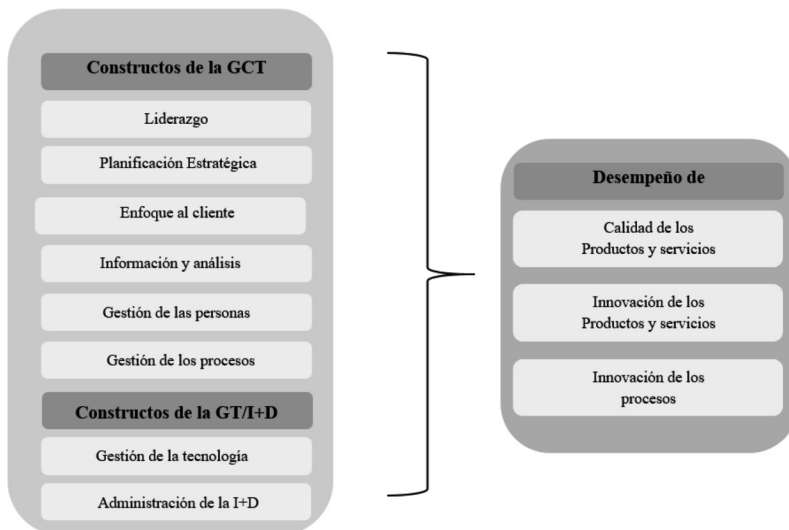 Constructos de la GCT
Liderazgo
Planificación Estratégica
Enfoque al cliente
Información y análisis
Gestión de las personas
Gestión de los procesos
Constructos de la GT/I+D
Gestión de la tecnología
Administración de la I+D
Desempeño de
Calidad de los
Productos y servicios
Innovación de los
Productos y servicios
Innovación de los
procesos